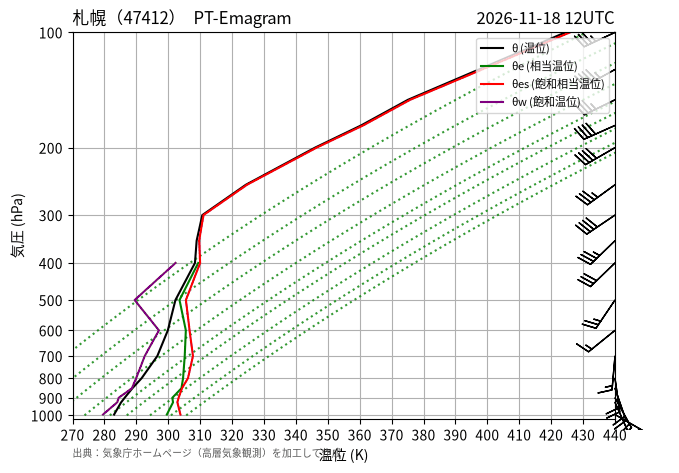 札幌（47412） PT-Emagram
2026-11-18 12UTC
θ (温位)
θe (相当温位)
θes (飽和相当温位)
θw (飽和温位)
気圧 (hPa)
100
200
300
400
500
600
700
800
900
1000
270 280 290 300 310 320 330 340 350 360 370 380 390 400 410 420 430 440
温位 (K)
出典：気象庁ホームページ（高層気象観測）を加工して